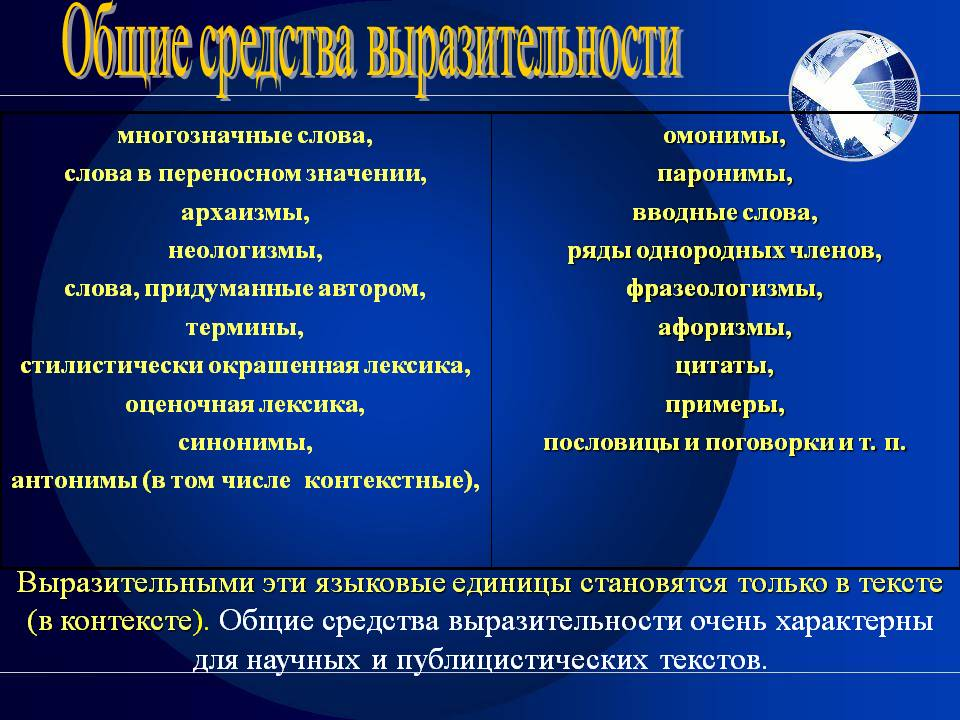 Общие средства выразительности
многозначные слова,
слова в переносном значении,
архаизмы,
неологизмы,
слова, придуманные автором,
термины,
стилистически окрашенная лексика,
оценочная лексика,
синонимы,
антонимы (в том числе контекстные),
омонимы,
паронимы,
вводные слова,
ряды однородных членов,
фразеологизмы,
афоризмы,
цитаты,
примеры,
пословицы и поговорки и т. п.
Выразительными эти языковые единицы становятся только в тексте
(в контексте). Общие средства выразительности очень характерны
для научных и публицистических текстов.